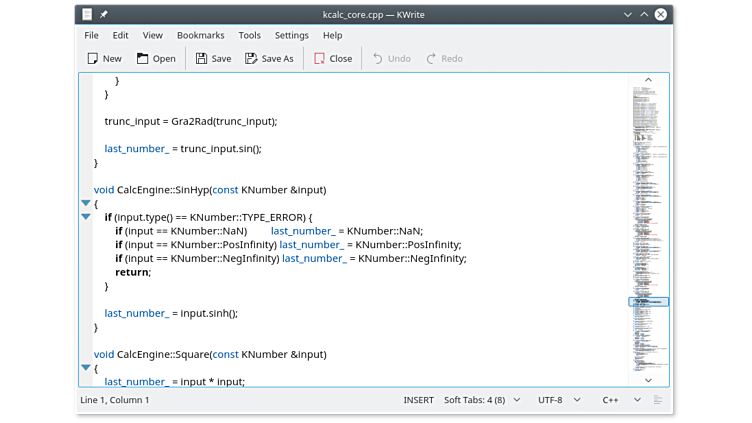 kcalc_core.cpp — KWrite
File Edit View Bookmarks Tools Settings Help
New Open Save Save As Close Undo Redo
}
}
trunc_input = Gra2Rad(trunc_input);
last_number_ = trunc_input.sin();
}
void CalcEngine::SinHyp(const KNumber &input)
{
if (input.type() == KNumber::TYPE_ERROR) {
if (input == KNumber::NaN) last_number_ = KNumber::NaN;
if (input == KNumber::PosInfinity) last_number_ = KNumber::PosInfinity;
if (input == KNumber::NegInfinity) last_number_ = KNumber::NegInfinity;
return;
}
last_number_ = input.sinh();
}
void CalcEngine::Square(const KNumber &input)
{
last_number_ = input * input;
Line 1, Column 1 INSERT Soft Tabs: 4 (8) UTF-8 C++